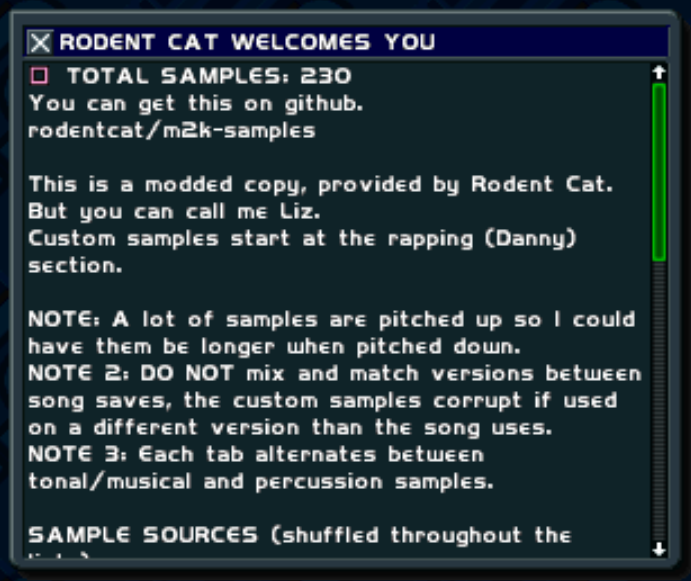 RODENT CAT WELCOMES YOU
TOTAL SAMPLES: 230
You can get this on github.
rodentcat/m2k-samples
This is a modded copy, provided by Rodent Cat.
But you can call me Liz.
Custom samples start at the rapping (Danny)
section.
NOTE: A lot of samples are pitched up so I could
have them be longer when pitched down.
NOTE 2: DO NOT mix and match versions between
song saves, the custom samples corrupt if used
on a different version than the song uses.
NOTE 3: Each tab alternates between
tonal/musical and percussion samples.
SAMPLE SOURCES (shuffled throughout the